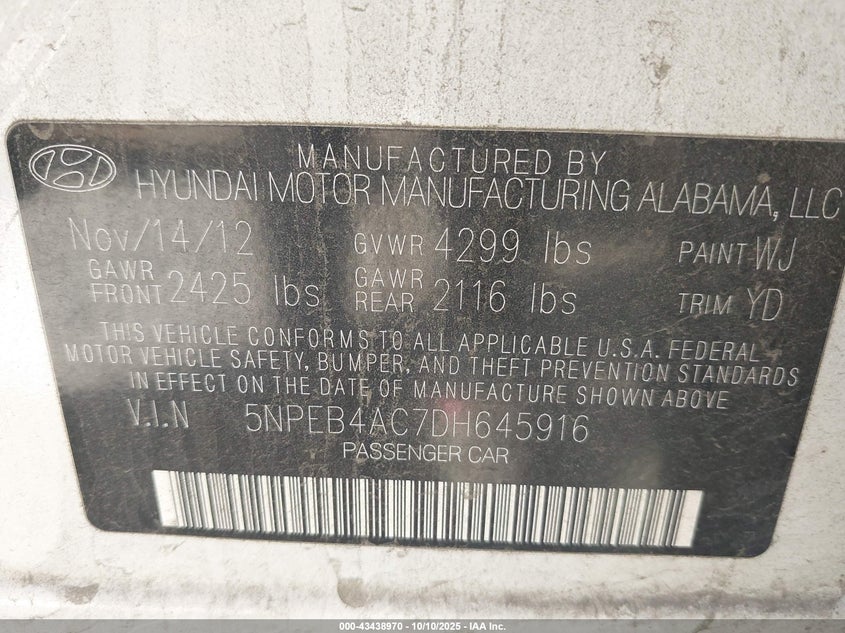 MANUFACTURED BY
HYUNDAI MOTOR MANUFACTURING ALABAMA, LLC
Nov/14/12 GVWR 4299 lbs PAINT WJ
GAWR FRONT 2425 lbs GAWR REAR 2116 lbs TRIM YD
THIS VEHICLE CONFORMS TO ALL APPLICABLE U.S.A. FEDERAL
MOTOR VEHICLE SAFETY, BUMPER, AND THEFT PREVENTION STANDARDS
IN EFFECT ON THE DATE OF MANUFACTURE SHOWN ABOVE
V.I.N 5NPEB4AC7DH645916
PASSENGER CAR
000-43438970 - 10/10/2025 - IAA Inc.